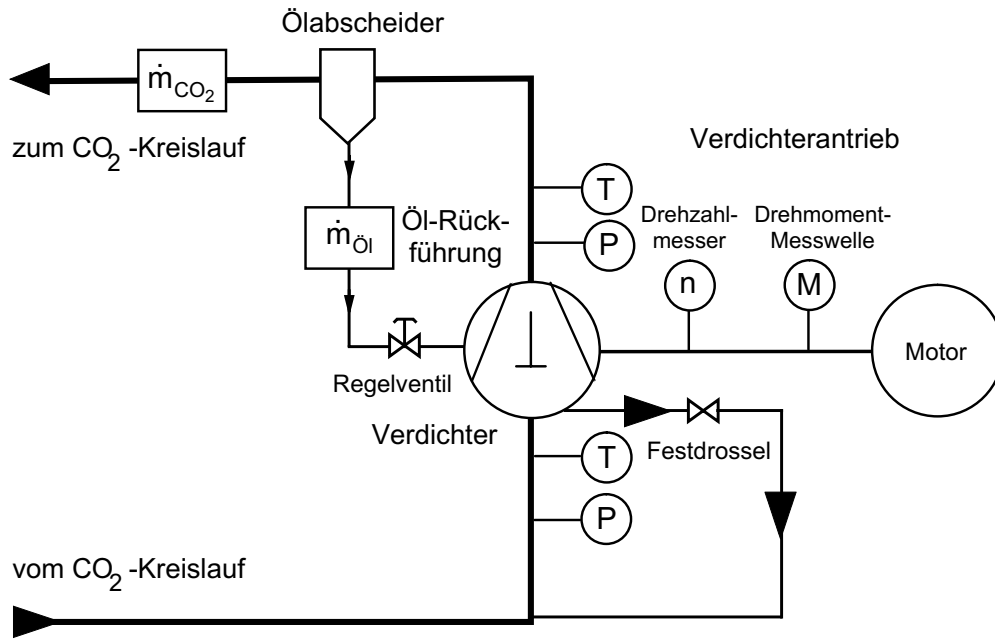 Ölabscheider
ṁCO₂
zum CO₂ -Kreislauf
Verdichterantrieb
T
Drehzahl-
messer
Drehmoment-
Messwelle
ṁÖl
Öl-Rück-
führung
P
n
M
Motor
Regelventil
Verdichter
Festdrossel
T
P
vom CO₂ -Kreislauf